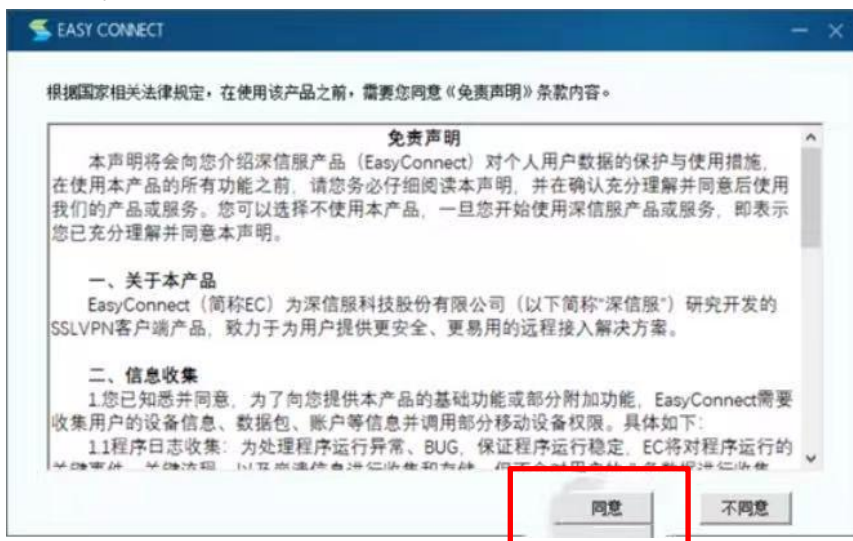 EASY CONNECT
根据国家相关法律规定，在使用该产品之前，需要您同意《免责声明》条款内容。
免责声明
本声明将会向您介绍深信服产品（EasyConnect）对个人用户数据的保护与使用措施，
在使用本产品的所有功能之前，请您务必仔细阅读本声明，并在确认充分理解并同意后使用
我们的产品或服务。您可以选择不使用本产品，一旦您开始使用深信服产品或服务，即表示
您已充分理解并同意本声明。
一、关于本产品
EasyConnect（简称EC）为深信服科技股份有限公司（以下简称“深信服”）研究开发的
SSLVPN客户端产品，致力于为用户提供更安全、更易用的远程接入解决方案。
二、信息收集
1.您已知悉并同意，为了向您提供本产品的基础功能或部分附加功能，EasyConnect需要
收集用户的设备信息、数据包、账户等信息并调用部分移动设备权限。具体如下：
1.1程序日志收集：为处理程序运行异常、BUG，保证程序运行稳定，EC将对程序运行的
同意
不同意